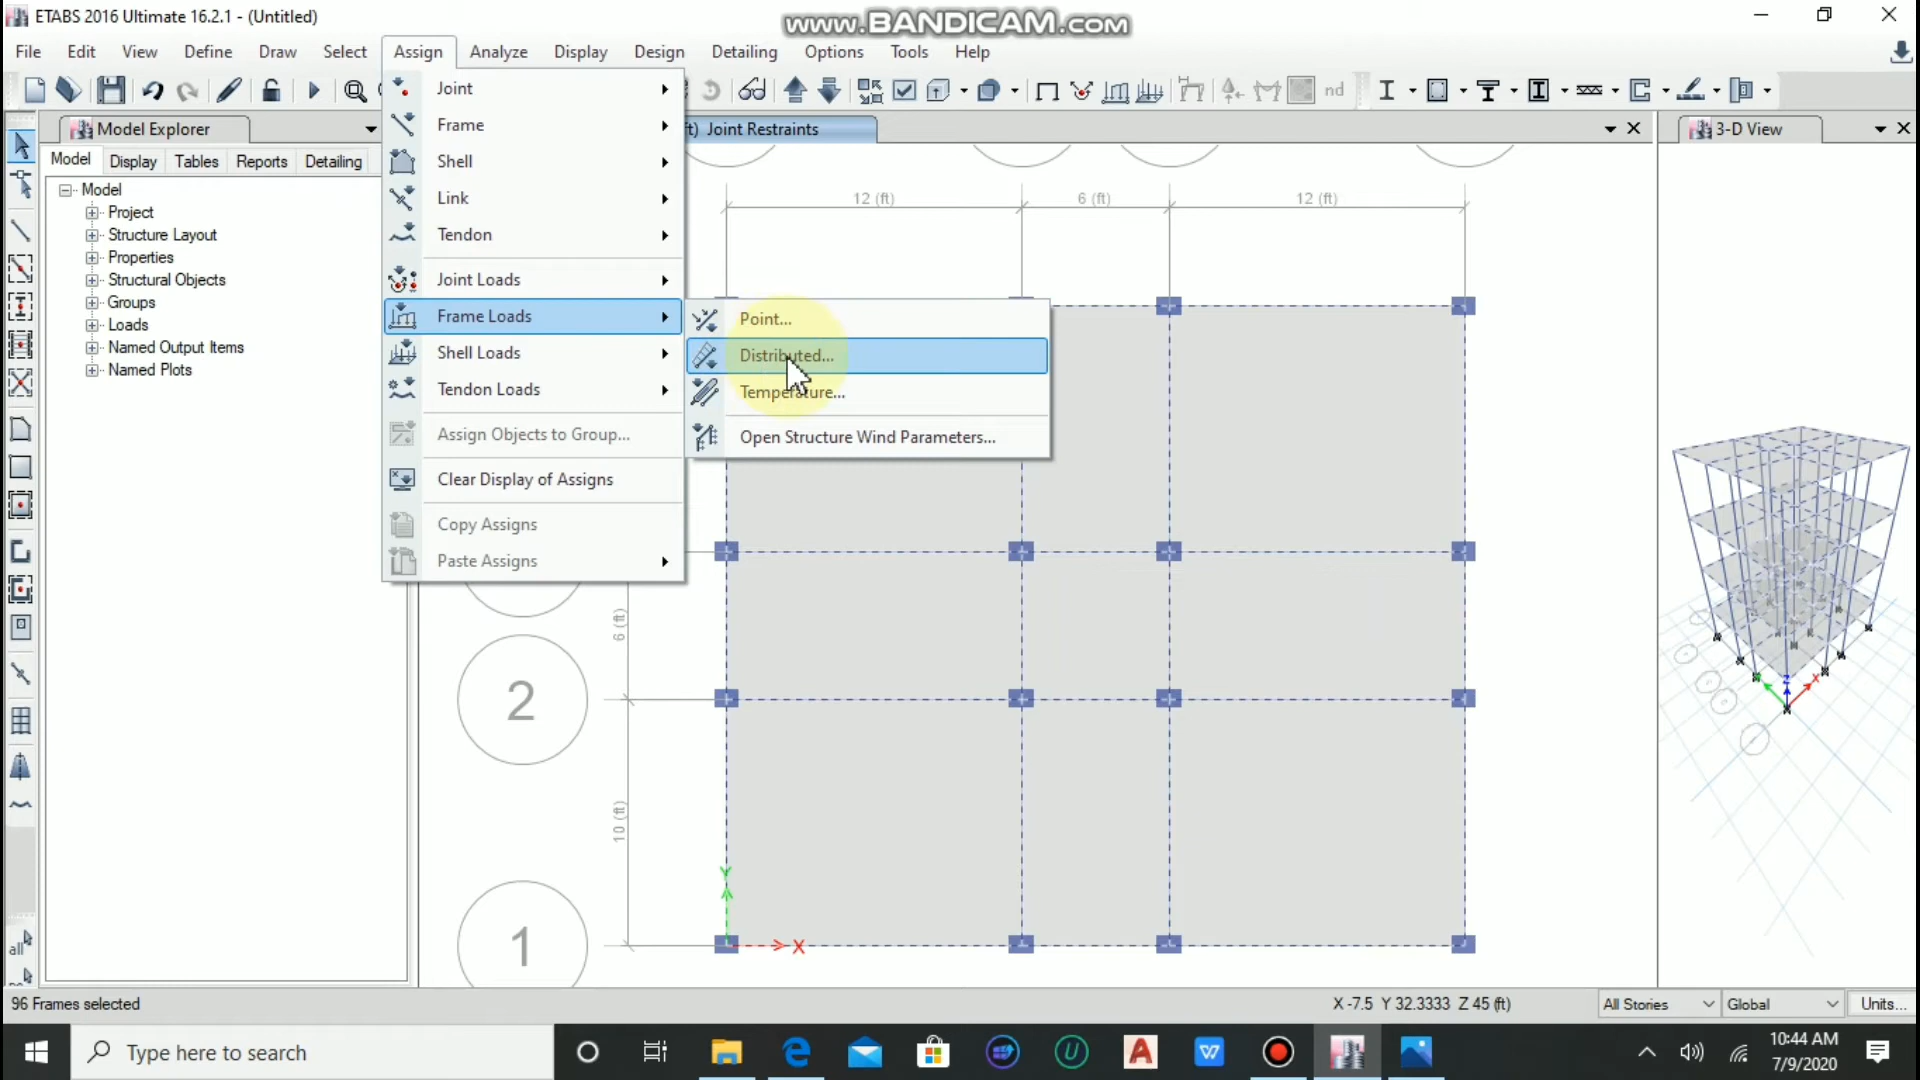 ETABS 2016 Ultimate 16.2.1 - (Untitled)
www.BANDICAM.com
File Edit View Define Draw Select Assign Analyze Display Design Detailing Options Tools Help
nd
Model Explorer
ft) Joint Restraints
3-D View
Model Display Tables Reports Detailing
Model
Project
Structure Layout
Properties
Structural Objects
Groups
Loads
Named Output Items
Named Plots
Joint
Frame
Shell
Link
Tendon
Joint Loads
Frame Loads
Shell Loads
Tendon Loads
Assign Objects to Group...
Clear Display of Assigns
Copy Assigns
Paste Assigns
Point...
Distributed...
Temperature...
Open Structure Wind Parameters...
12 (ft) 6 (ft) 12 (ft)
6 (ft)
2
10 (ft)
1
Y
X
Z
X
all
96 Frames selected
X -7.5 Y 32.3333 Z 45 (ft)
All Stories Global Units...
Type here to search
10:44 AM
7/9/2020